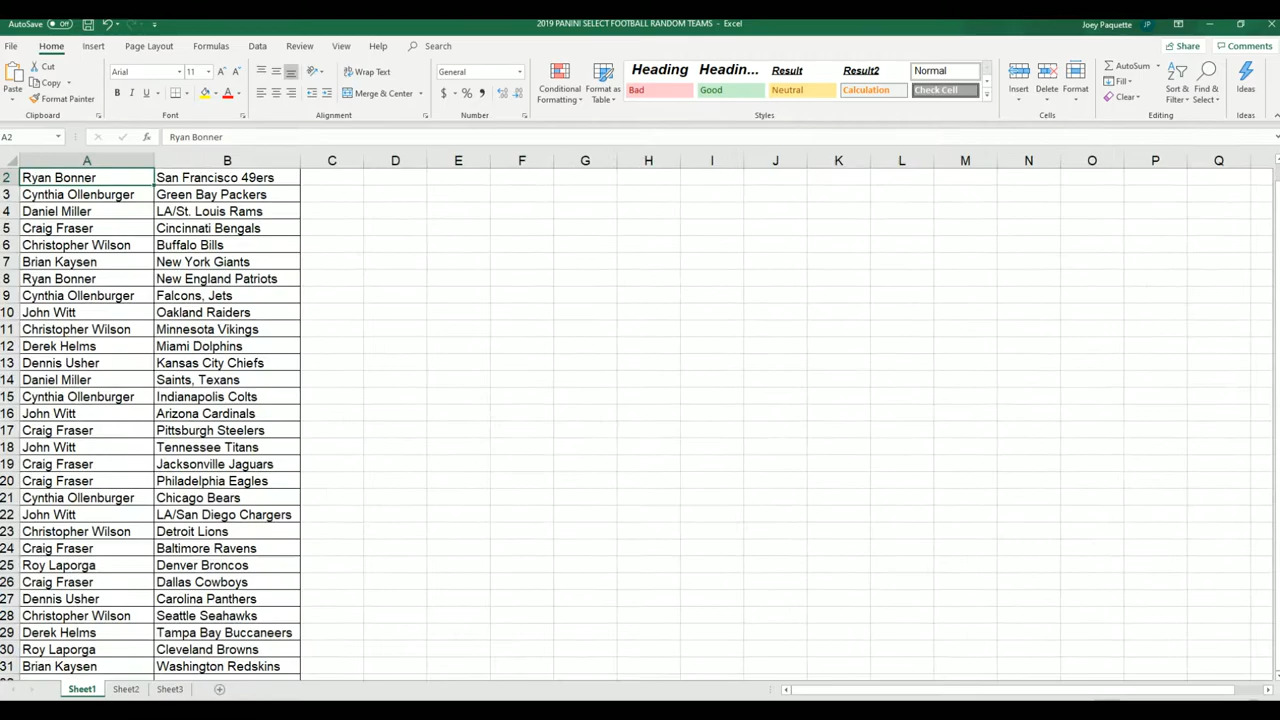 AutoSave Off 2019 PANINI SELECT FOOTBALL RANDOM TEAMS - Excel Joey Paquette JP
File Home Insert Page Layout Formulas Data Review View Help Search Share Comments
Paste Cut Copy Format Painter Clipboard
Arial 11 A A B I U A Font
Wrap Text Merge & Center Alignment
General $ % , Number
Conditional Formatting Format as Table
Heading Headin... Result Result2 Normal
Bad Good Neutral Calculation Check Cell
Styles
Insert Delete Format Cells
AutoSum Fill Clear Sort & Filter Find & Select Editing
Ideas Ideas
A2 fx Ryan Bonner
A B C D E F G H I J K L M N O P Q
2 Ryan Bonner San Francisco 49ers
3 Cynthia Ollenburger Green Bay Packers
4 Daniel Miller LA/St. Louis Rams
5 Craig Fraser Cincinnati Bengals
6 Christopher Wilson Buffalo Bills
7 Brian Kaysen New York Giants
8 Ryan Bonner New England Patriots
9 Cynthia Ollenburger Falcons, Jets
10 John Witt Oakland Raiders
11 Christopher Wilson Minnesota Vikings
12 Derek Helms Miami Dolphins
13 Dennis Usher Kansas City Chiefs
14 Daniel Miller Saints, Texans
15 Cynthia Ollenburger Indianapolis Colts
16 John Witt Arizona Cardinals
17 Craig Fraser Pittsburgh Steelers
18 John Witt Tennessee Titans
19 Craig Fraser Jacksonville Jaguars
20 Craig Fraser Philadelphia Eagles
21 Cynthia Ollenburger Chicago Bears
22 John Witt LA/San Diego Chargers
23 Christopher Wilson Detroit Lions
24 Craig Fraser Baltimore Ravens
25 Roy Laporga Denver Broncos
26 Craig Fraser Dallas Cowboys
27 Dennis Usher Carolina Panthers
28 Christopher Wilson Seattle Seahawks
29 Derek Helms Tampa Bay Buccaneers
30 Roy Laporga Cleveland Browns
31 Brian Kaysen Washington Redskins
Sheet1 Sheet2 Sheet3